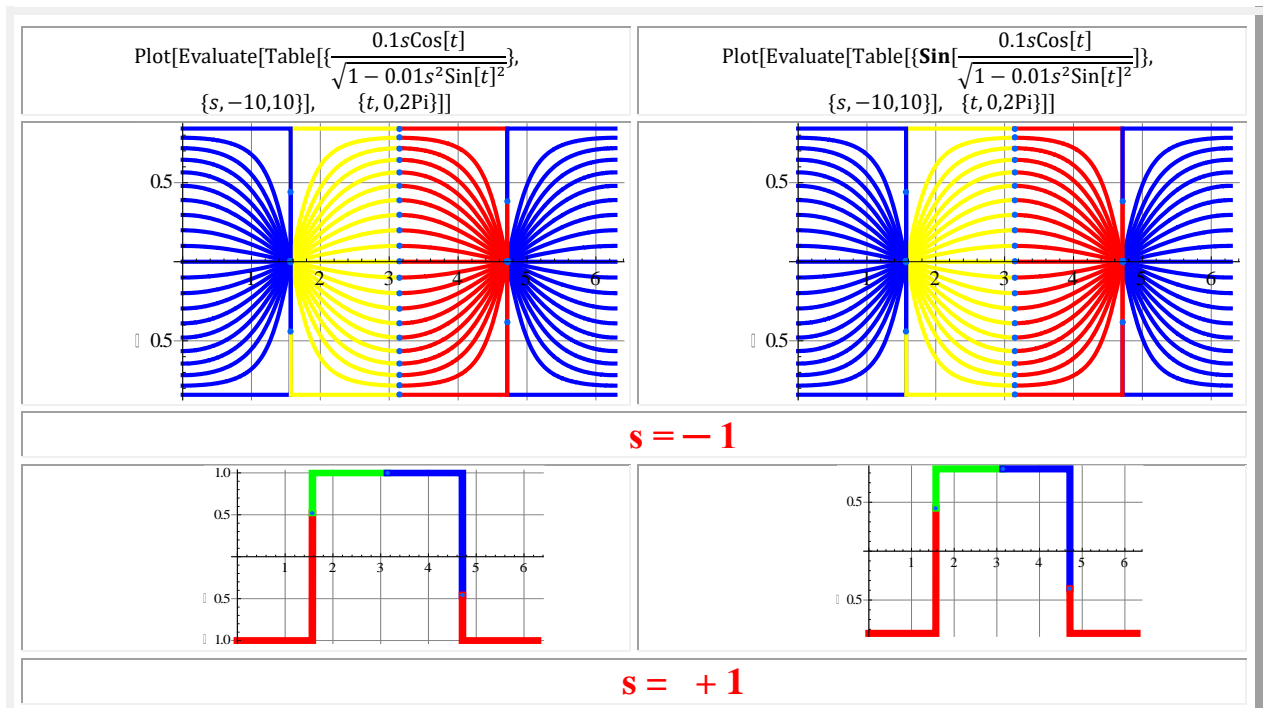 Plot[Evaluate[Table[{0.1sCos[t]/√1 − 0.01s²Sin[t]²},
{s, −10,10}], {t, 0,2Pi}]]
Plot[Evaluate[Table[{Sin[0.1sCos[t]/√1 − 0.01s²Sin[t]²]},
{s, −10,10}], {t, 0,2Pi}]]
0.5
1 2 3 4 5 6
0.5
0.5
1 2 3 4 5 6
0.5
s = − 1
1.0
0.5
1 2 3 4 5 6
0.5
1.0
0.5
1 2 3 4 5 6
0.5
s = + 1